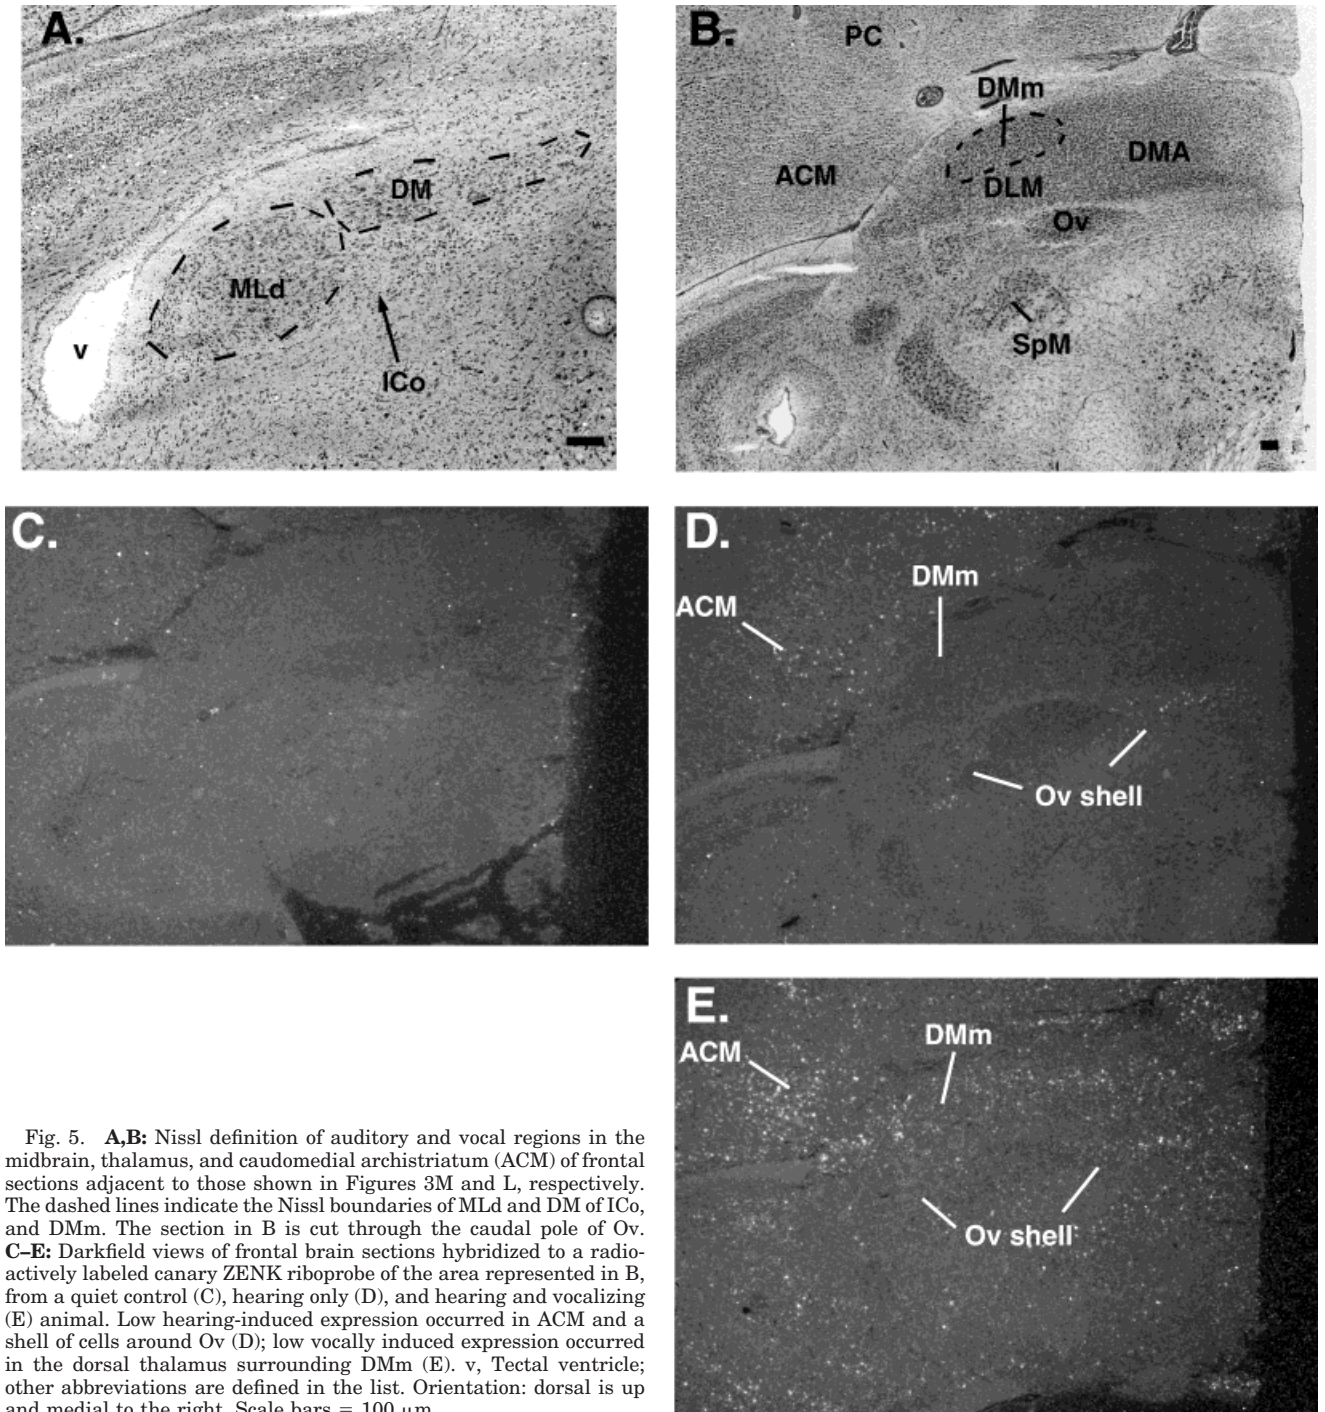 A.
DM
MLd
v
ICo
B.
PC
DMm
DMA
ACM
DLM
Ov
SpM
C.
D.
DMm
ACM
Ov shell
E.
DMm
ACM
Ov shell
Fig. 5. A,B: Nissl definition of auditory and vocal regions in the
midbrain, thalamus, and caudomedial archistriatum (ACM) of frontal
sections adjacent to those shown in Figures 3M and L, respectively.
The dashed lines indicate the Nissl boundaries of MLd and DM of ICo,
and DMm. The section in B is cut through the caudal pole of Ov.
C–E: Darkfield views of frontal brain sections hybridized to a radio-
actively labeled canary ZENK riboprobe of the area represented in B,
from a quiet control (C), hearing only (D), and hearing and vocalizing
(E) animal. Low hearing-induced expression occurred in ACM and a
shell of cells around Ov (D); low vocally induced expression occurred
in the dorsal thalamus surrounding DMm (E). v, Tectal ventricle;
other abbreviations are defined in the list. Orientation: dorsal is up
and medial to the right. Scale bars = 100 μm.